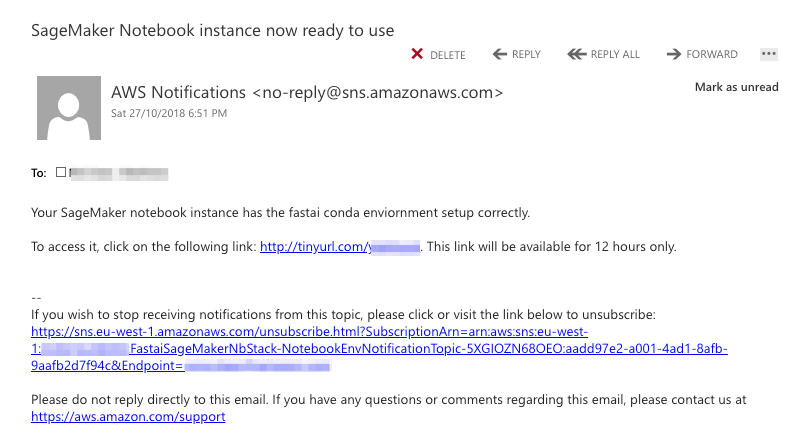 SageMaker Notebook instance now ready to use
DELETE REPLY REPLY ALL FORWARD ...
AWS Notifications <no-reply@sns.amazonaws.com>
Mark as unread
Sat 27/10/2018 6:51 PM
To:
Your SageMaker notebook instance has the fastai conda enviornment setup correctly.
To access it, click on the following link: http://tinyurl.com/y. This link will be available for 12 hours only.
--
If you wish to stop receiving notifications from this topic, please click or visit the link below to unsubscribe:
https://sns.eu-west-1.amazonaws.com/unsubscribe.html?SubscriptionArn=arn:aws:sns:eu-west-
1: FastaiSageMakerNbStack-NotebookEnvNotificationTopic-5XGIOZN68OEO:aadd97e2-a001-4ad1-8afb-
9aafb2d7f94c&Endpoint=
Please do not reply directly to this email. If you have any questions or comments regarding this email, please contact us at
https://aws.amazon.com/support